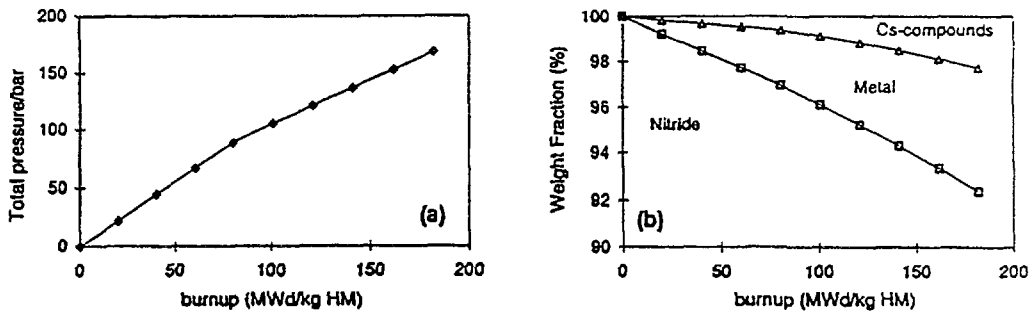 200
150
100
50
0
Total pressure/bar
(a)
0
50
100
150
200
burnup (MWd/kg HM)
100
98
96
94
92
90
Weight Fraction (%)
Cs-compounds
Metal
Nitride
(b)
0
50
100
150
200
burnup (MWd/kg HM)